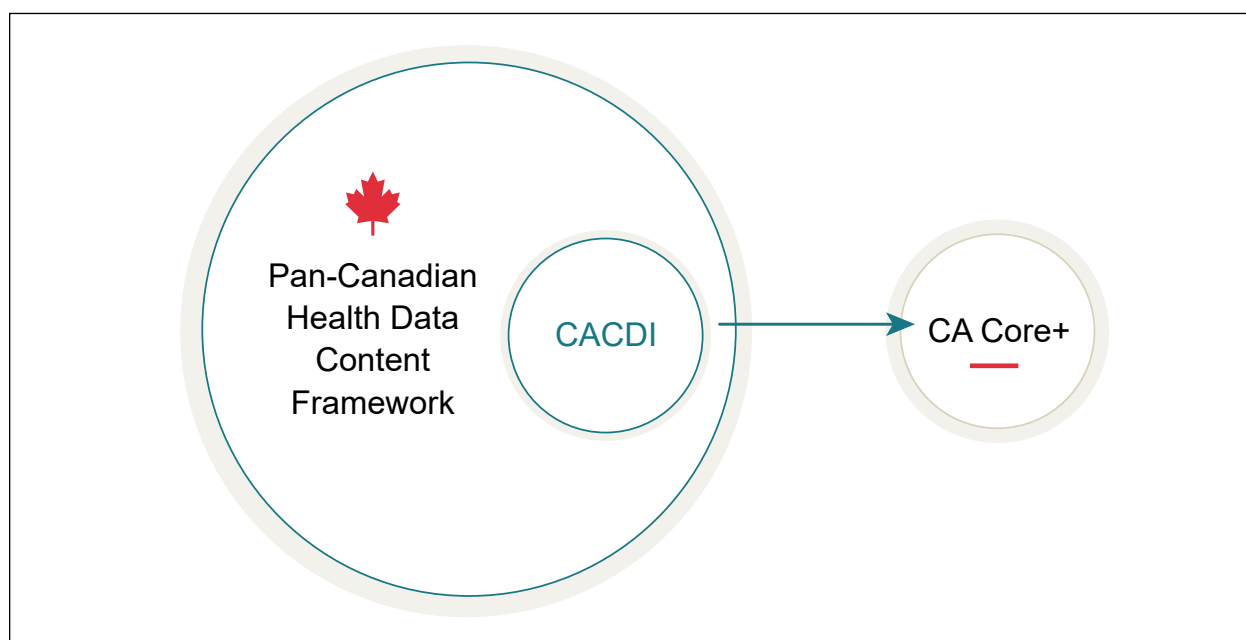 Pan-Canadian
Health Data
Content
Framework
CACDI
CA Core+